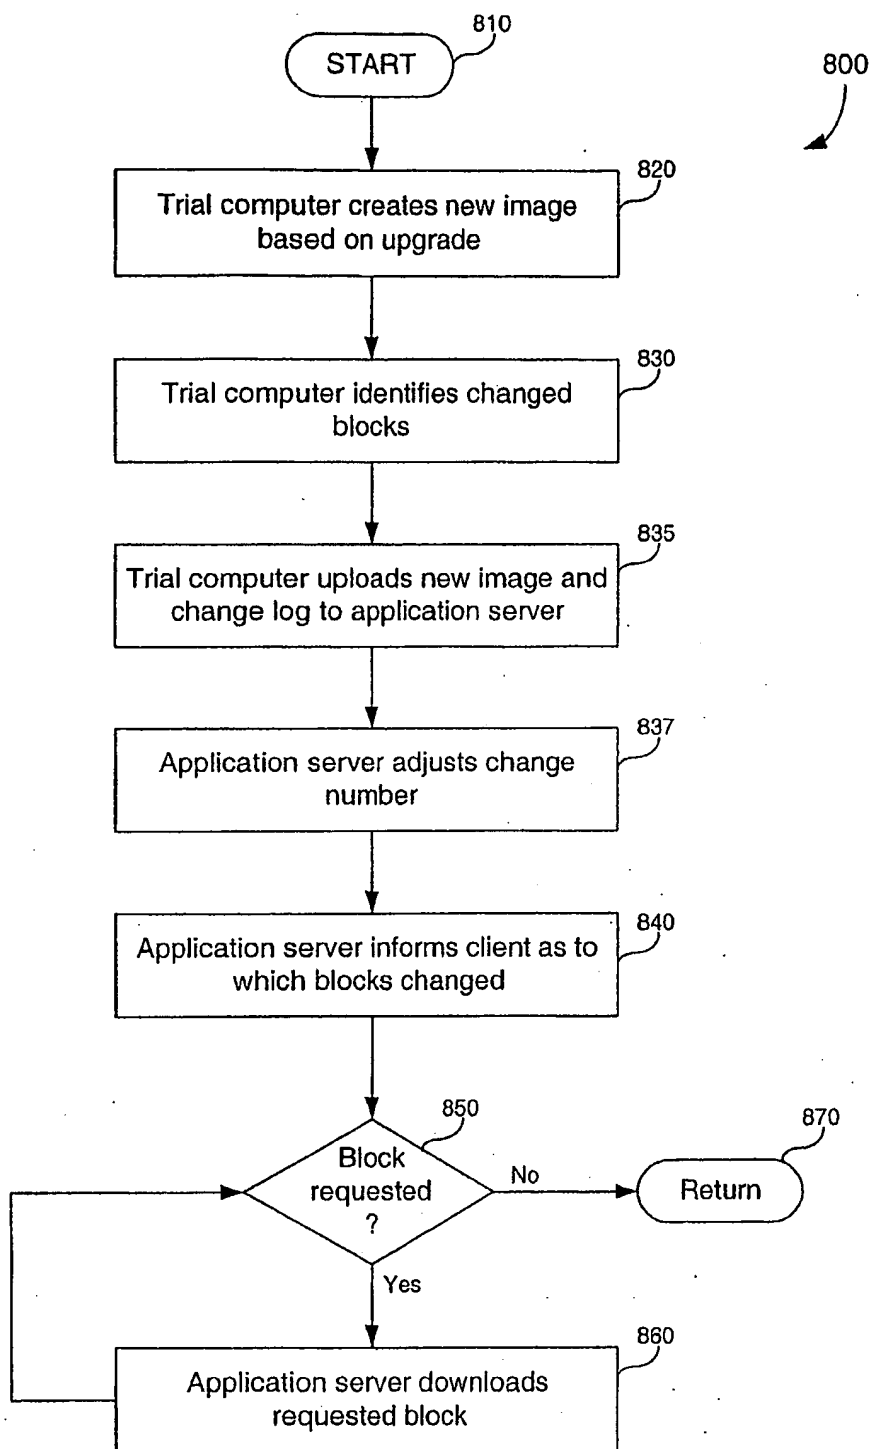 810
START
800
820
Trial computer creates new image
based on upgrade
830
Trial computer identifies changed
blocks
835
Trial computer uploads new image and
change log to application server
837
Application server adjusts change
number
840
Application server informs client as to
which blocks changed
850
Block
requested
?
No
870
Return
Yes
860
Application server downloads
requested block